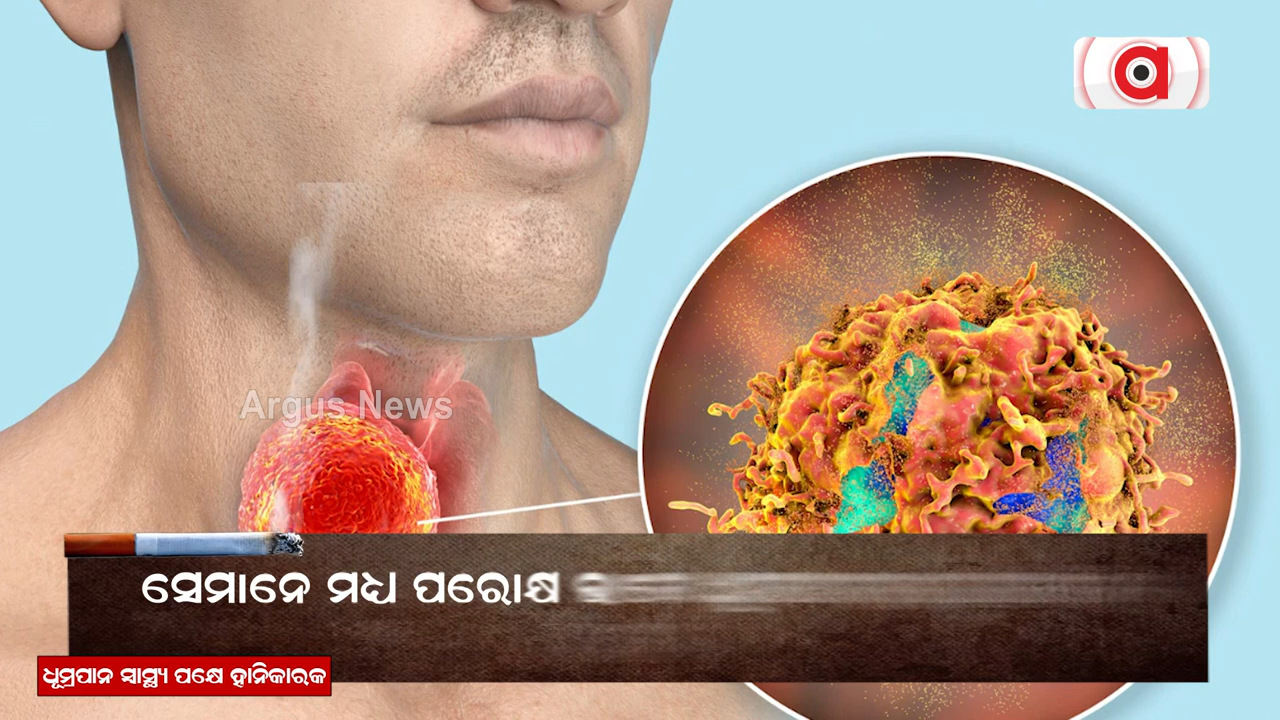 Argus News
ସେମାନେ ମଧ୍ୟ ପରୋକ୍ଷ
ଧୂମ୍ରପାନ ସ୍ୱାସ୍ଥ୍ୟ ପକ୍ଷେ ହାନିକାରକ